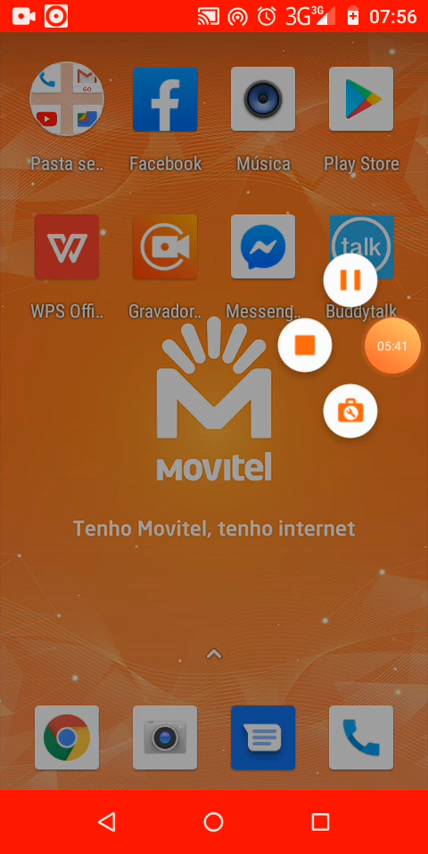 3G 3G 07:56
GO
Pasta se.. Facebook Música Play Store
talk
WPS Offi.. Gravador.. Messeng.. Buddytalk
05:41
Movitel
Tenho Movitel, tenho internet